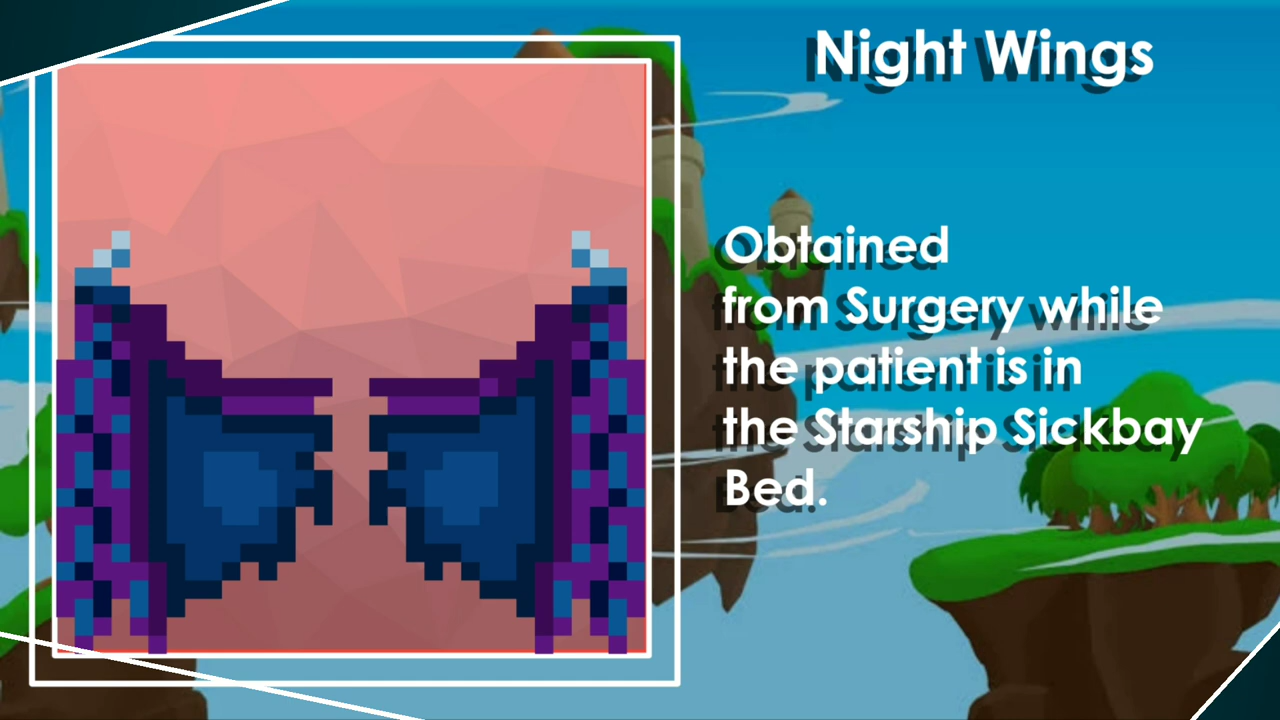 Night Wings
Obtained
from Surgery while
the patient is in
the Starship Sickbay
Bed.